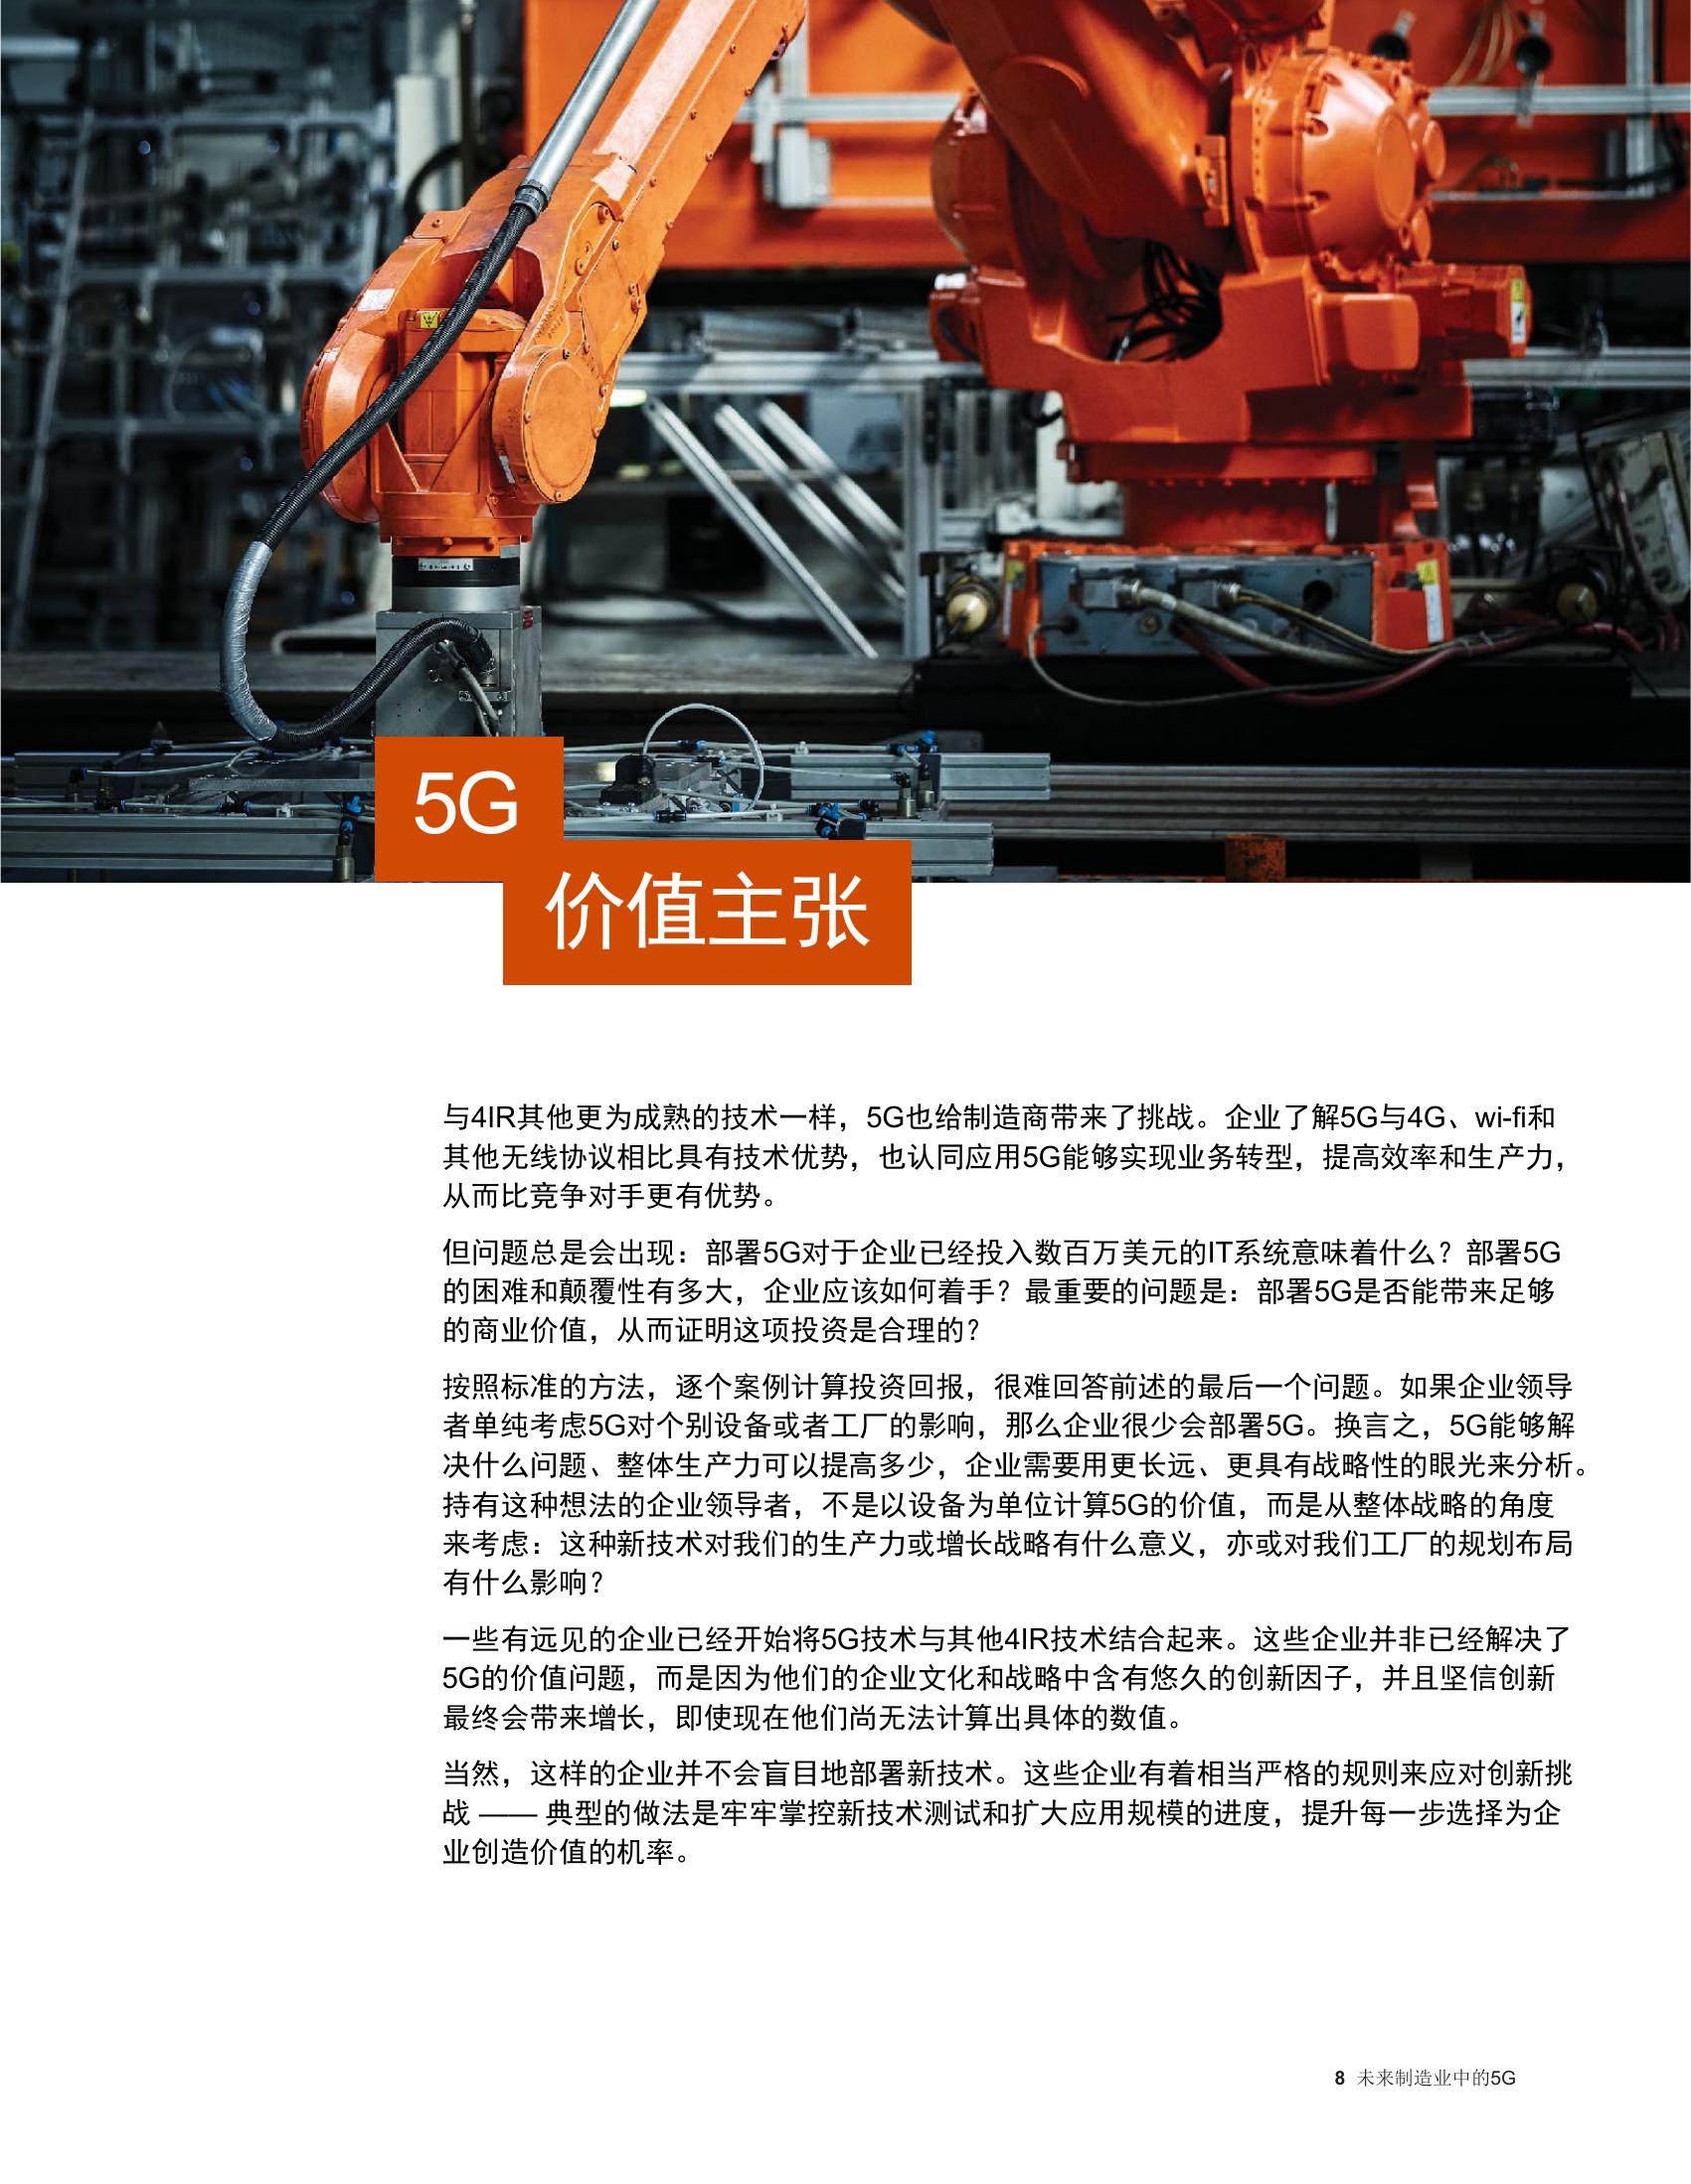 5G
价值主张
与4IR其他更为成熟的技术一样，5G也给制造商带来了挑战。企业了解5G与4G、wi-fi和
其他无线协议相比具有技术优势，也认同应用5G能够实现业务转型，提高效率和生产力，
从而比竞争对手更有优势。
但问题总是会出现：部署5G对于企业已经投入数百万美元的IT系统意味着什么？部署5G
的困难和颠覆性有多大，企业应该如何着手？最重要的问题是：部署5G是否能带来足够
的商业价值，从而证明这项投资是合理的？
按照标准的方法，逐个案例计算投资回报，很难回答前述的最后一个问题。如果企业领导
者单纯考虑5G对个别设备或者工厂的影响，那么企业很少会部署5G。换言之，5G能够解
决什么问题、整体生产力可以提高多少，企业需要用更长远、更具有战略性的眼光来分析。
持有这种想法的企业领导者，不是以设备为单位计算5G的价值，而是从整体战略的角度
来考虑：这种新技术对我们的生产力或增长战略有什么意义，亦或对我们工厂的规划布局
有什么影响？
一些有远见的企业已经开始将5G技术与其他4IR技术结合起来。这些企业并非已经解决了
5G的价值问题，而是因为他们的企业文化和战略中含有悠久的创新因子，并且坚信创新
最终会带来增长，即使现在他们尚无法计算出具体的数值。
当然，这样的企业并不会盲目地部署新技术。这些企业有着相当严格的规则来应对创新挑
战 —— 典型的做法是牢牢掌控新技术测试和扩大应用规模的进度，提升每一步选择为企
业创造价值的机率。
8 未来制造业中的5G